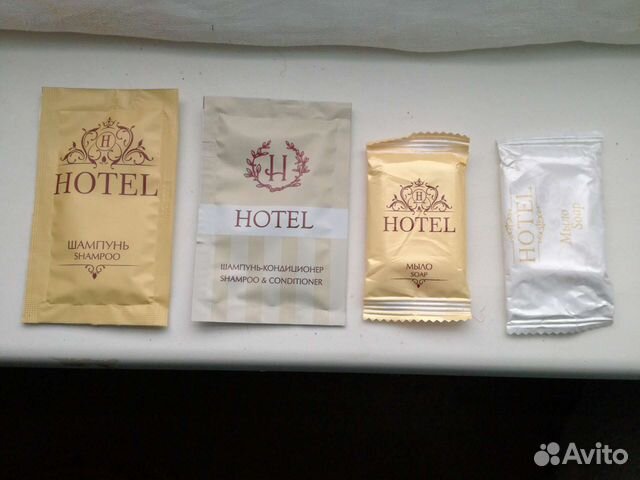 H
HOTEL
ШАМПУНЬ
SHAMPOO
H
HOTEL
ШАМПУНЬ-КОНДИЦИОНЕР
SHAMPOO & CONDITIONER
H
HOTEL
МЫЛО
SOAP
HOTEL
Мыло
Soap
Avito